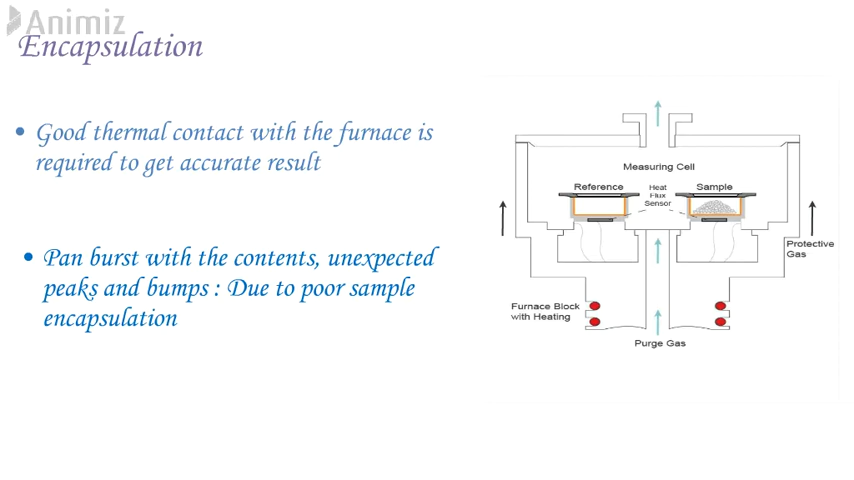 Animiz
Encapsulation
• Good thermal contact with the furnace is
required to get accurate result
• Pan burst with the contents, unexpected
peaks and bumps : Due to poor sample
encapsulation
Measuring Cell
Reference
Heat
Flux
Sensor
Sample
Protective
Gas
Furnace Block
with Heating
Purge Gas